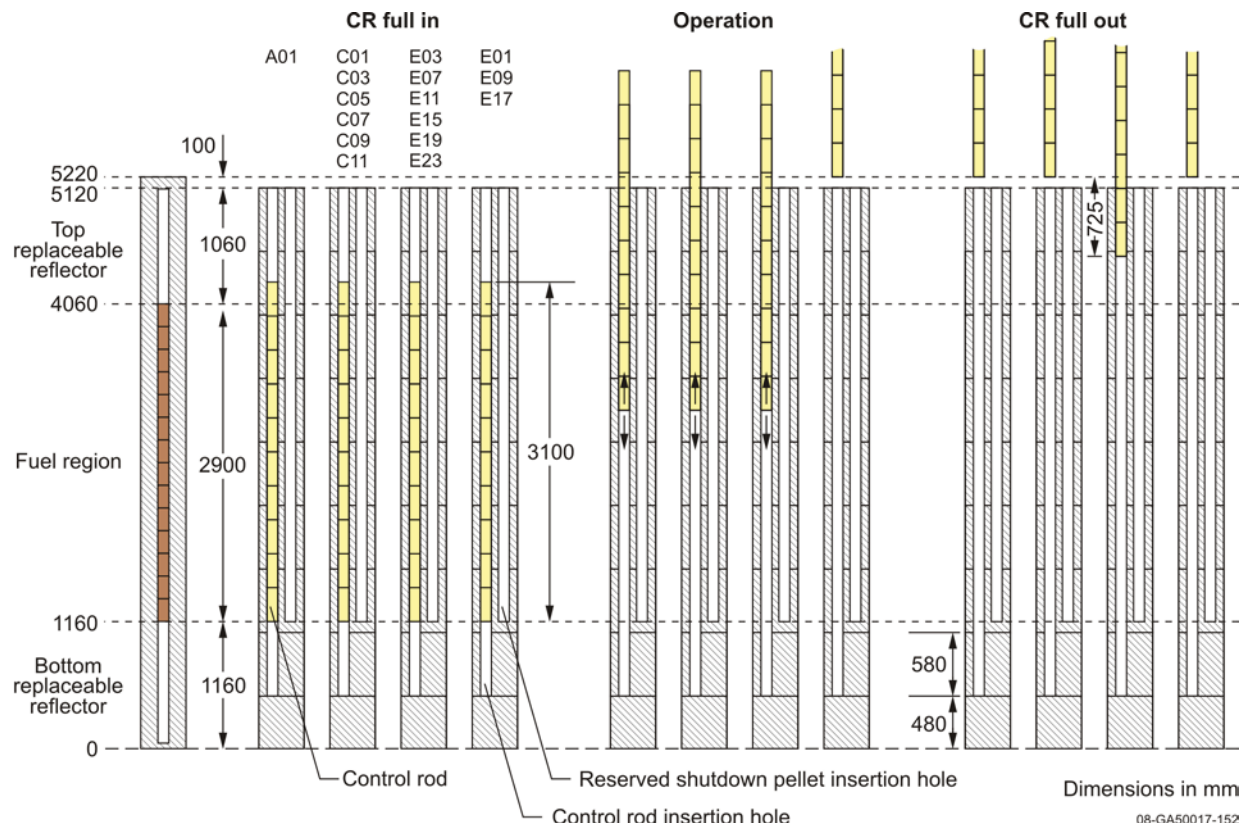 CR full in
Operation
CR full out
A01
C01
C03
C05
C07
C09
C11
E03
E07
E11
E15
E19
E23
E01
E09
E17
100
5220
5120
Top
replaceable
reflector
1060
4060
725
Fuel region
2900
3100
1160
Bottom
replaceable
reflector
1160
580
480
0
Control rod
Reserved shutdown pellet insertion hole
Control rod insertion hole
Dimensions in mm
08-GA50017-152